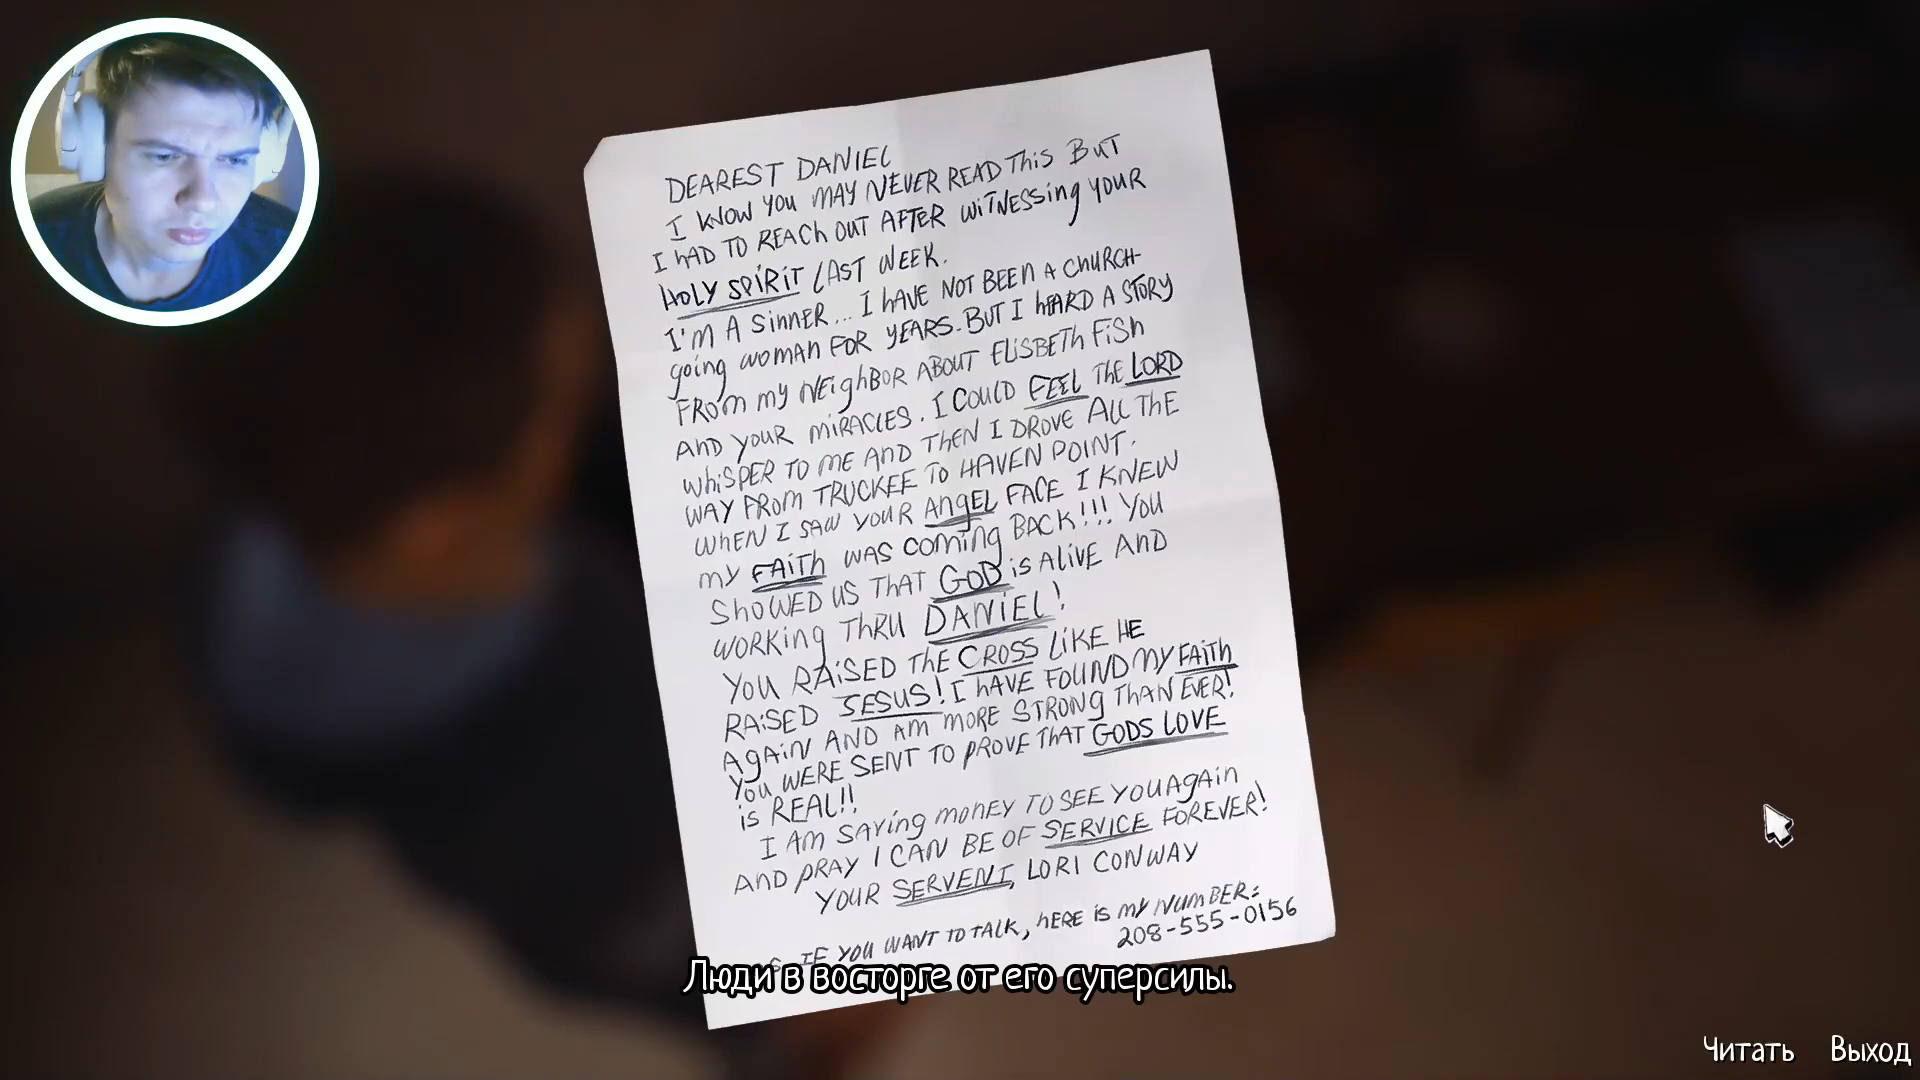 DEAREST DANIEL
I KNOW YOU MAY NEVER READ THIS BUT
I HAD TO REACH OUT AFTER WITNESSING YOUR
HOLY SPIRIT LAST WEEK.
I'M A SINNER... I HAVE NOT BEEN A CHURCH-
GOING WOMAN FOR YEARS. BUT I HEARD A STORY
FROM MY NEIGHBOR ABOUT ELISBETH FISH
AND YOUR MIRACLES. I COULD FEEL THE LORD
WHISPER TO ME AND THEN I DROVE ALL THE
WAY FROM TRUCKEE TO HAVEN POINT.
WHEN I SAW YOUR ANGEL FACE I KNEW
MY FAITH WAS COMING BACK!!! YOU
SHOWED US THAT GOD IS ALIVE AND
WORKING THRU DANIEL!
YOU RAISED THE CROSS LIKE HE
RAISED JESUS! I HAVE FOUND MY FAITH
AGAIN AND AM MORE STRONG THAN EVER!
YOU WERE SENT TO PROVE THAT GODS LOVE
IS REAL!!
I AM SAVING MONEY TO SEE YOU AGAIN
AND PRAY I CAN BE OF SERVICE FOREVER!
YOUR SERVENT, LORI CONWAY
IF YOU WANT TO TALK, HERE IS MY NUMBER:
208-555-0156
Люди в восторге от его суперсилы.
Читать Выход